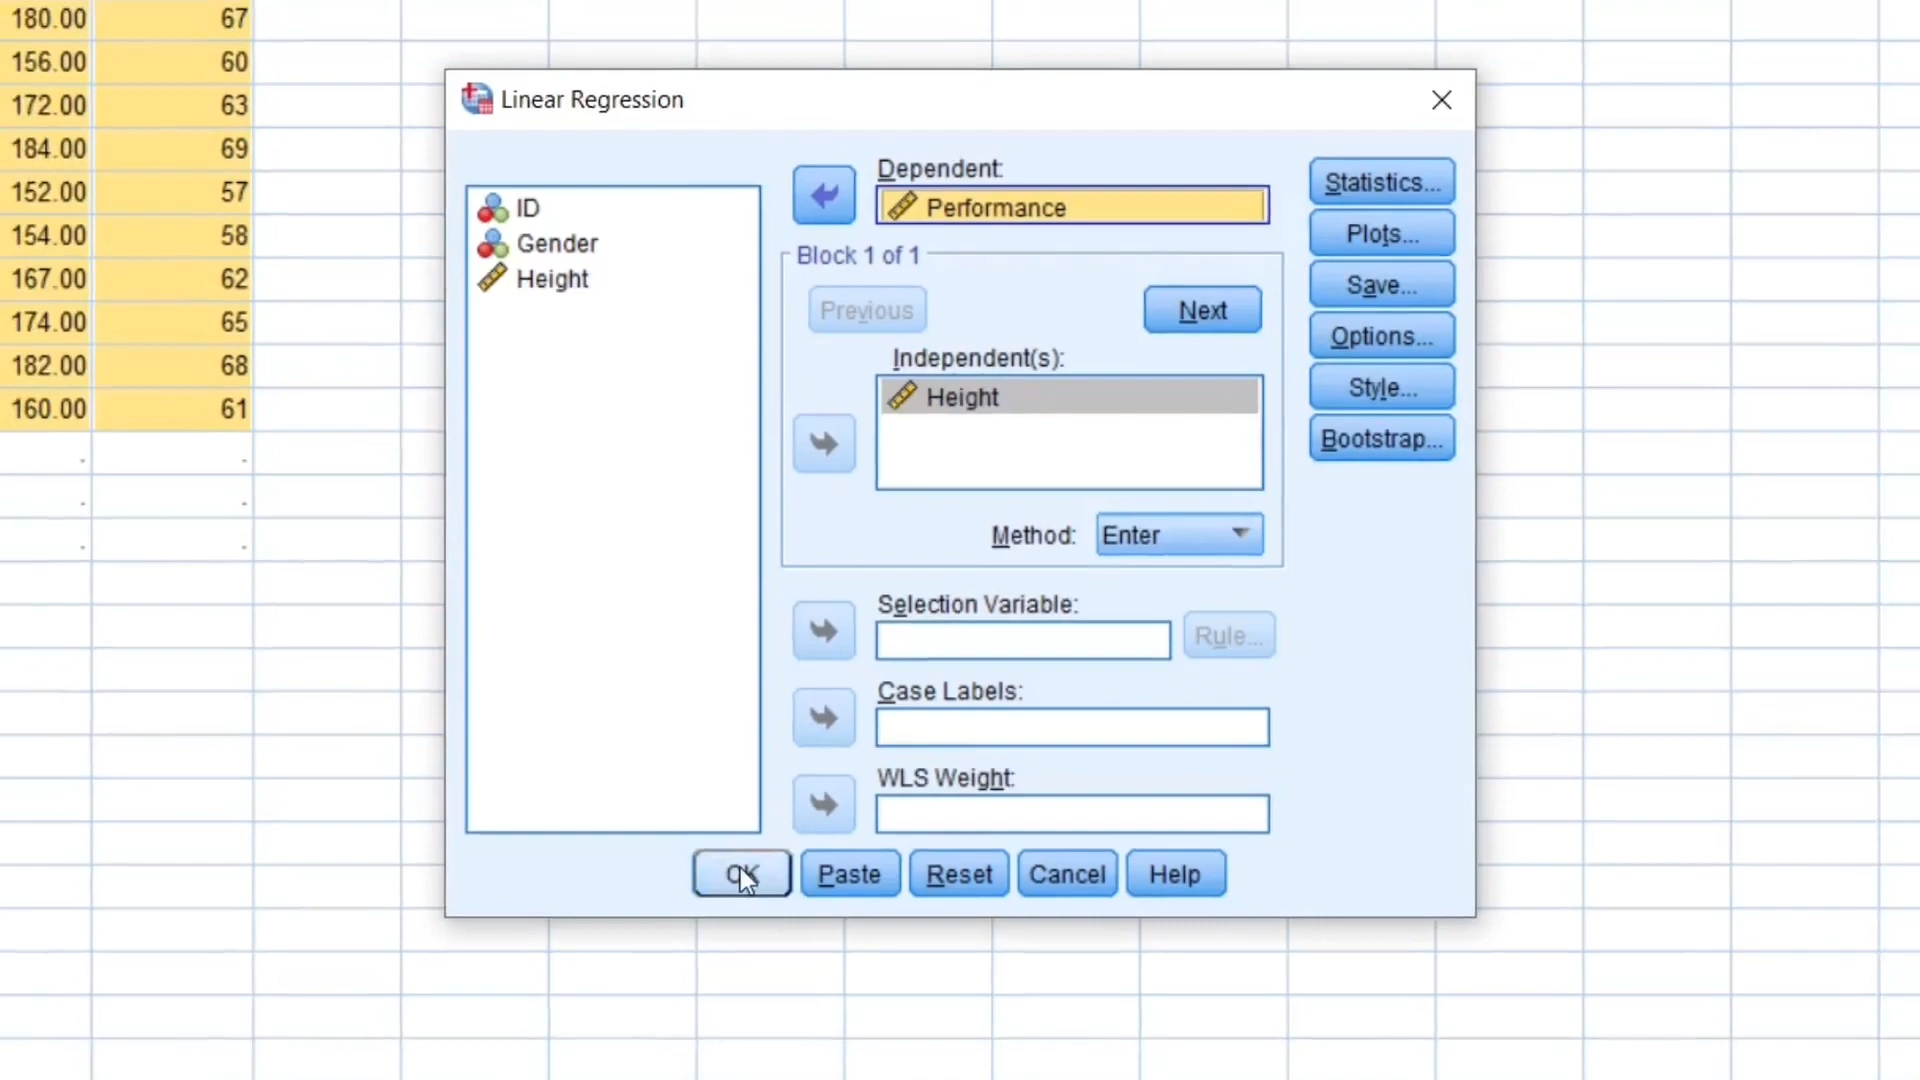 180.00 67
156.00 60
172.00 63
184.00 69
152.00 57
154.00 58
167.00 62
174.00 65
182.00 68
160.00 61
. .
. .
. .
Linear Regression
ID
Gender
Height
Dependent:
Performance
Block 1 of 1
Previous
Next
Independent(s):
Height
Method: Enter
Selection Variable:
Rule...
Case Labels:
WLS Weight:
Statistics...
Plots...
Save...
Options...
Style...
Bootstrap...
OK Paste Reset Cancel Help